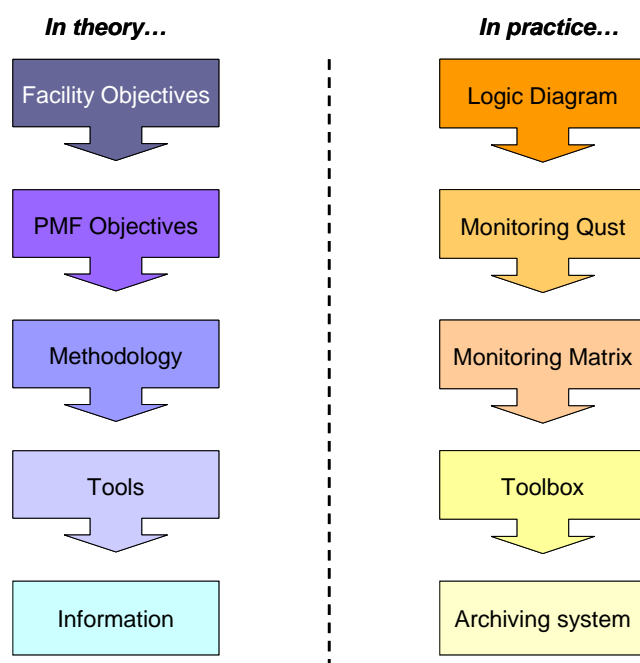 In theory…
Facility Objectives
PMF Objectives
Methodology
Tools
Information
In practice…
Logic Diagram
Monitoring Qust
Monitoring Matrix
Toolbox
Archiving system